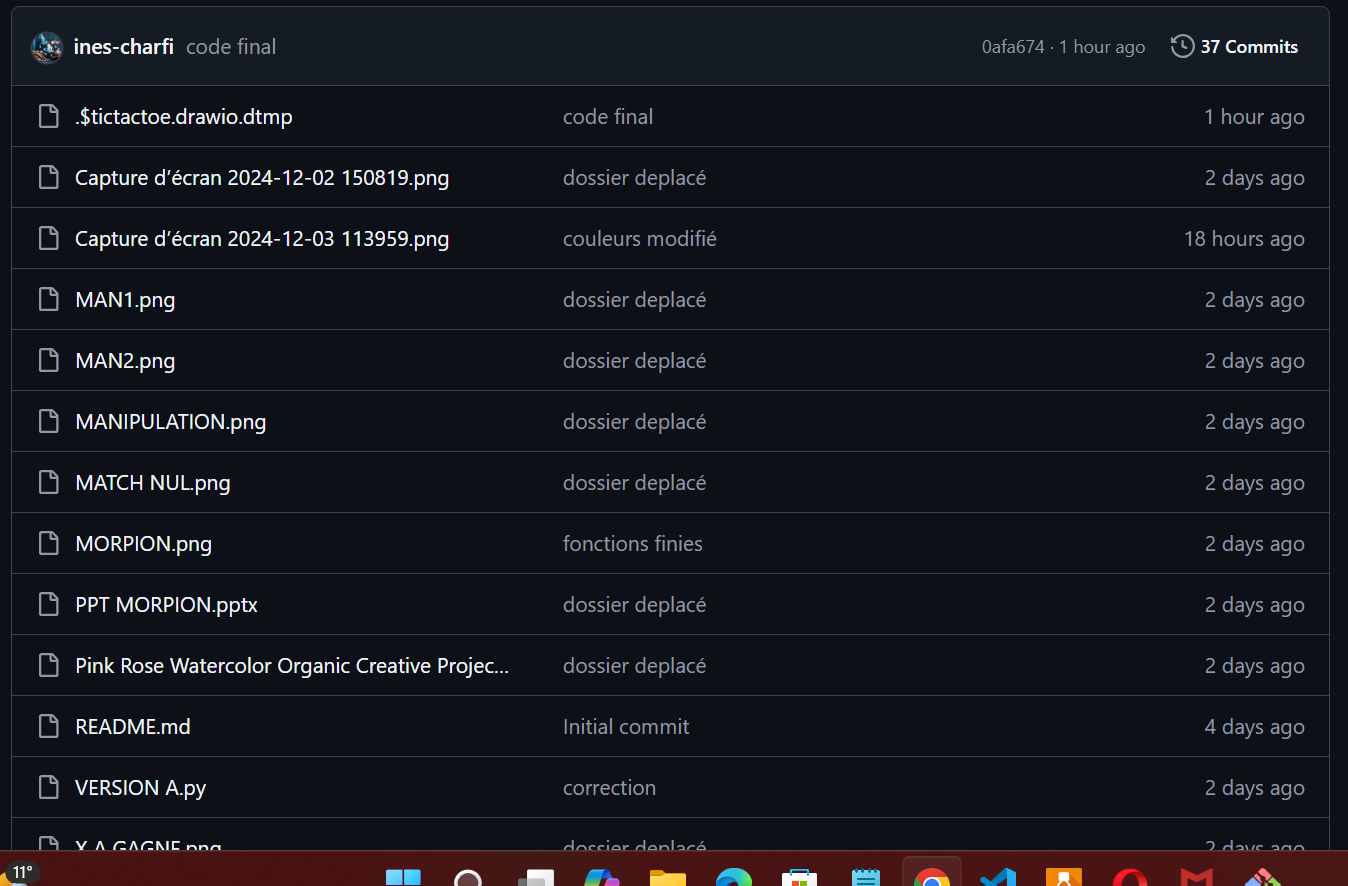 ines-charfi code final 0afa674 · 1 hour ago 37 Commits
.$tictactoe.drawio.dtmp code final 1 hour ago
Capture d’écran 2024-12-02 150819.png dossier deplacé 2 days ago
Capture d’écran 2024-12-03 113959.png couleurs modifié 18 hours ago
MAN1.png dossier deplacé 2 days ago
MAN2.png dossier deplacé 2 days ago
MANIPULATION.png dossier deplacé 2 days ago
MATCH NUL.png dossier deplacé 2 days ago
MORPION.png fonctions finies 2 days ago
PPT MORPION.pptx dossier deplacé 2 days ago
Pink Rose Watercolor Organic Creative Projec... dossier deplacé 2 days ago
README.md Initial commit 4 days ago
VERSION A.py correction 2 days ago
X A GAGNE.png dossier deplacé 2 days ago
11°